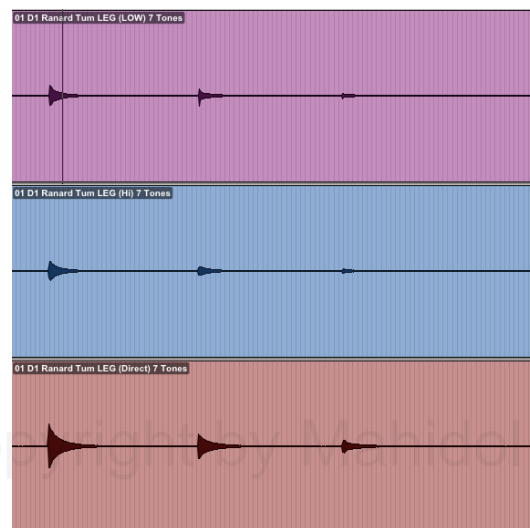 01 D1 Ranard Tum LEG (LOW) 7 Tones
01 D1 Ranard Tum LEG (Hi) 7 Tones
01 D1 Ranard Tum LEG (Direct) 7 Tones
opyright by Mahidol